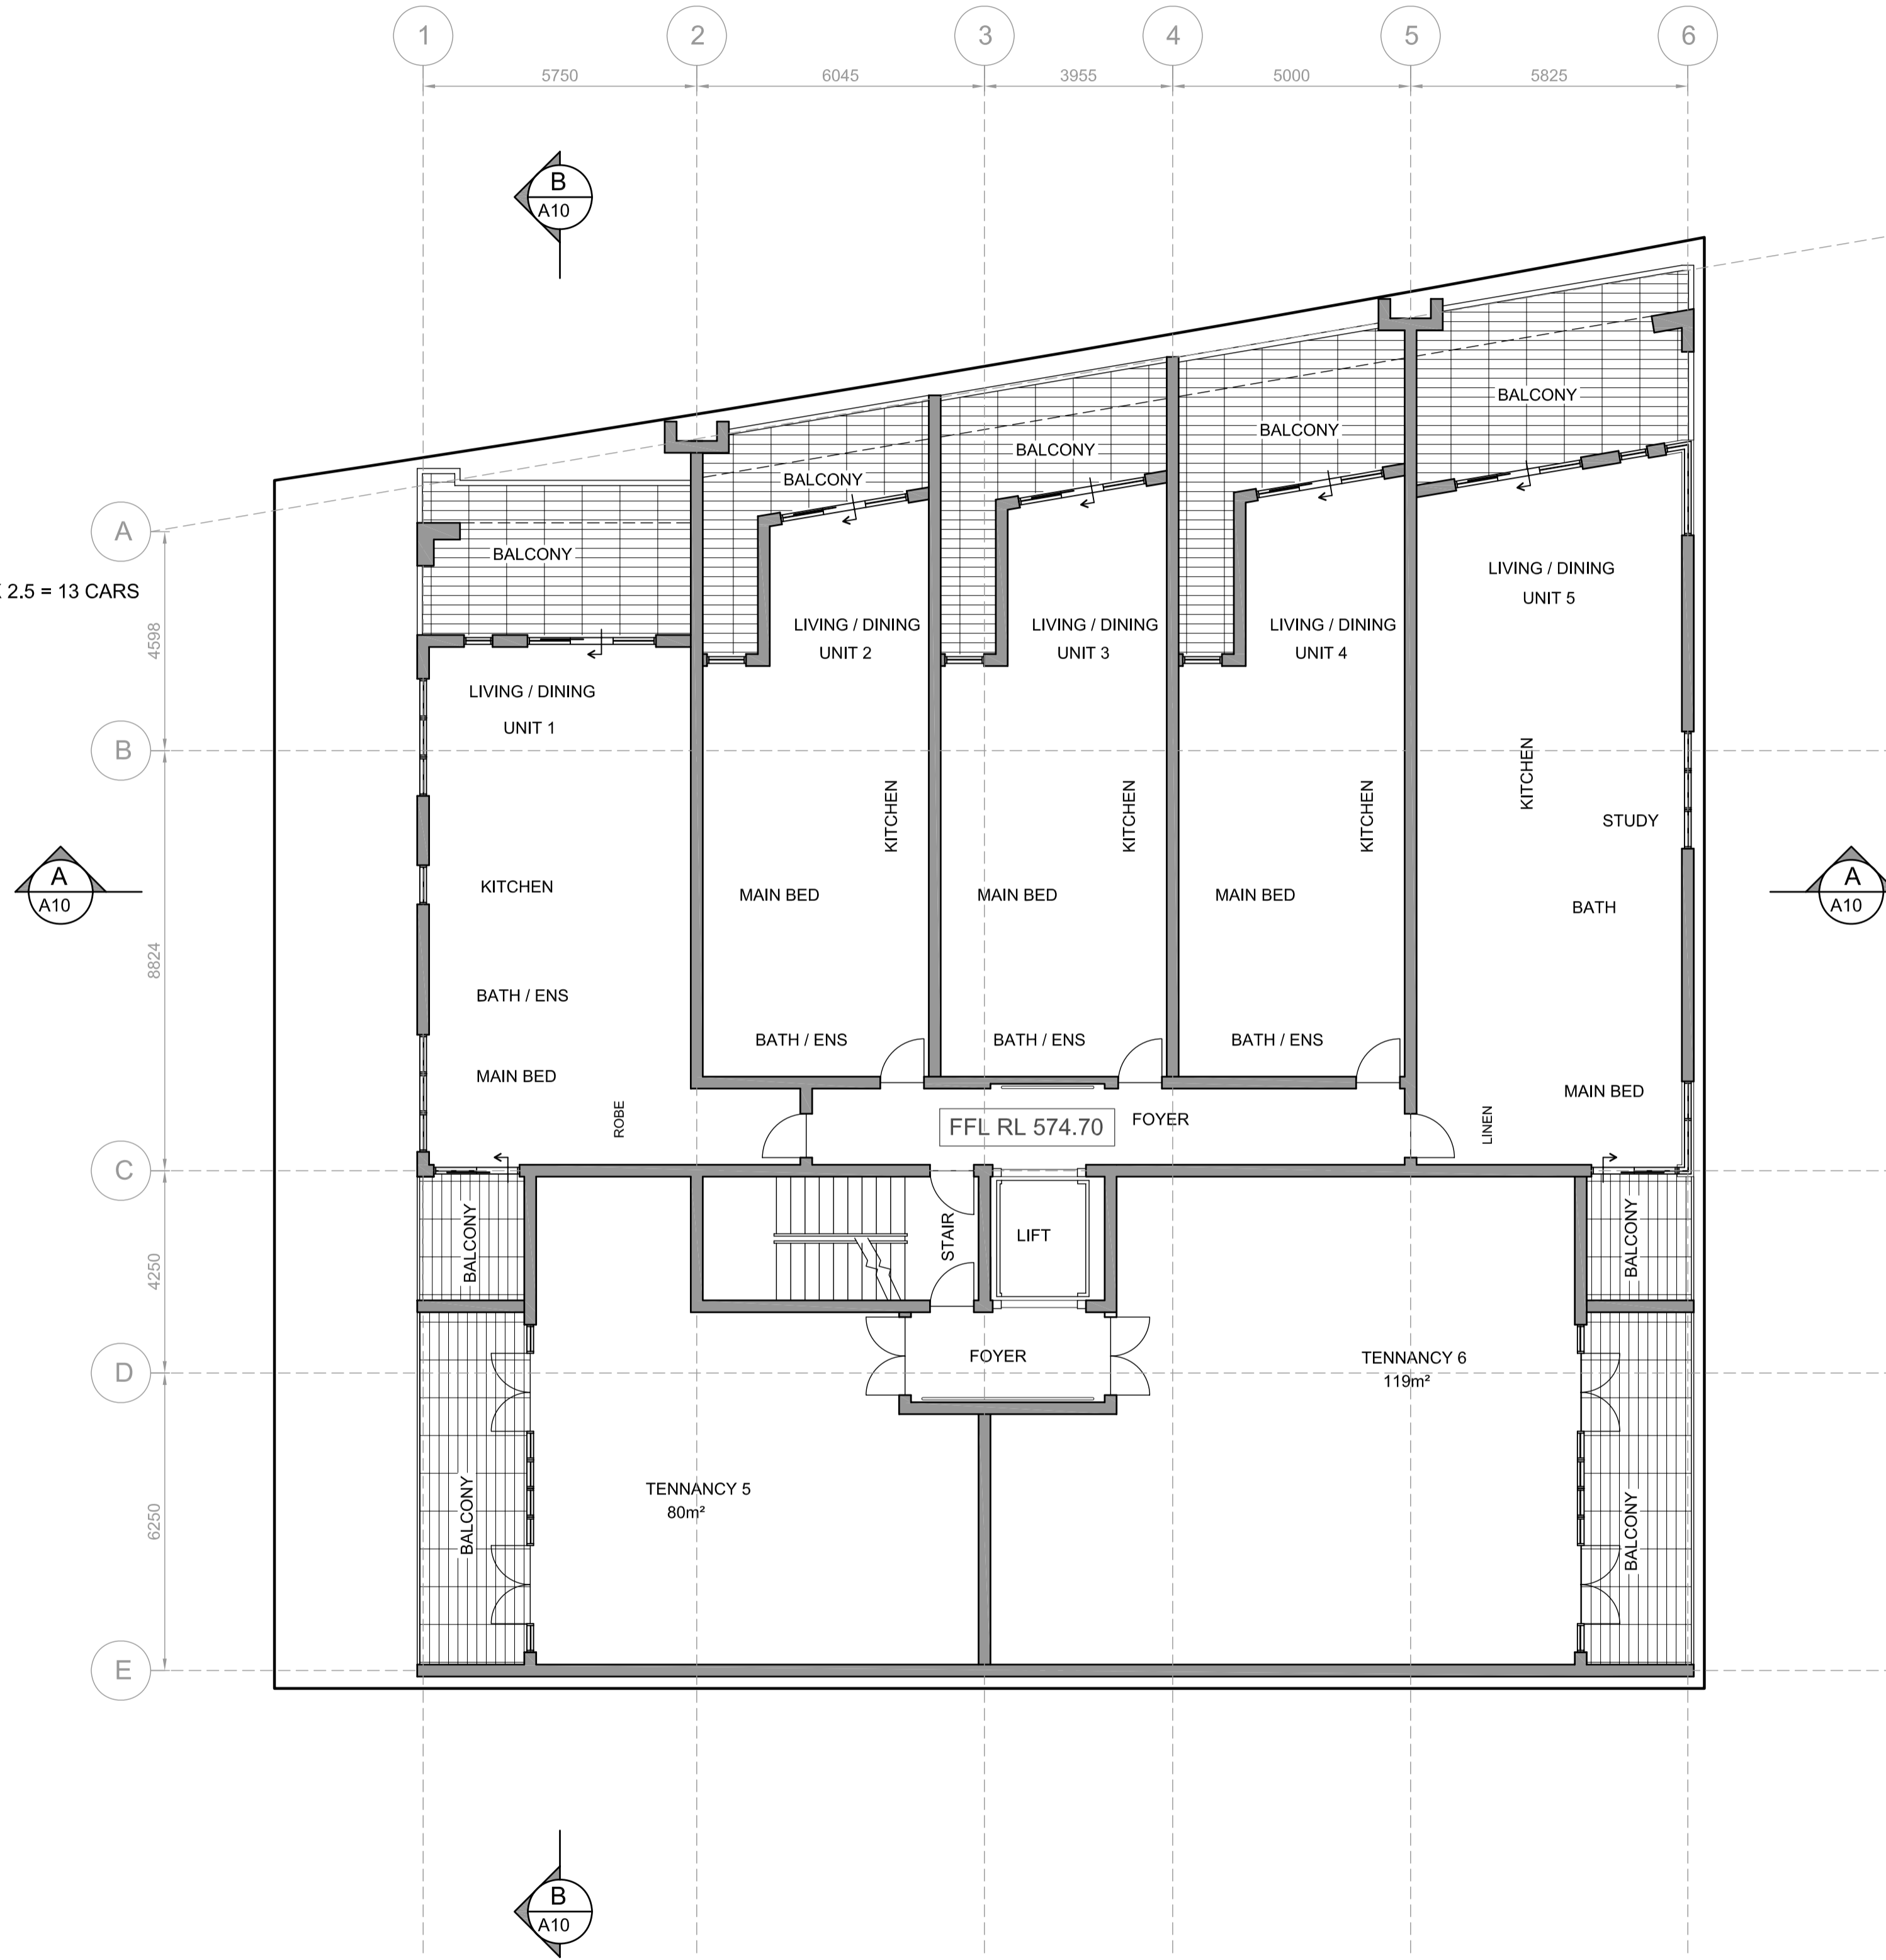 1
2
3
4
5
6
5750
6045
3955
5000
5825
B
A10
BALCONY
BALCONY
BALCONY
BALCONY
BALCONY
A
2.5 = 13 CARS
4598
LIVING / DINING
UNIT 5
LIVING / DINING
UNIT 2
LIVING / DINING
UNIT 3
LIVING / DINING
UNIT 4
LIVING / DINING
UNIT 1
B
KITCHEN
KITCHEN
KITCHEN
KITCHEN
STUDY
A
A10
KITCHEN
MAIN BED
MAIN BED
MAIN BED
BATH
A
A10
8824
BATH / ENS
BATH / ENS
BATH / ENS
BATH / ENS
MAIN BED
MAIN BED
ROBE
FFL RL 574.70
FOYER
LINEN
C
BALCONY
STAIR
LIFT
BALCONY
4250
FOYER
TENNANCY 6
119m²
D
TENNANCY 5
80m²
BALCONY
BALCONY
6250
E
B
A10